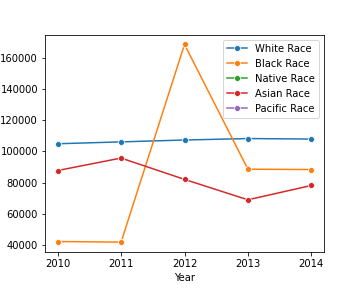 White Race
Black Race
Native Race
Asian Race
Pacific Race
160000
140000
120000
100000
80000
60000
40000
2010 2011 2012 2013 2014
Year